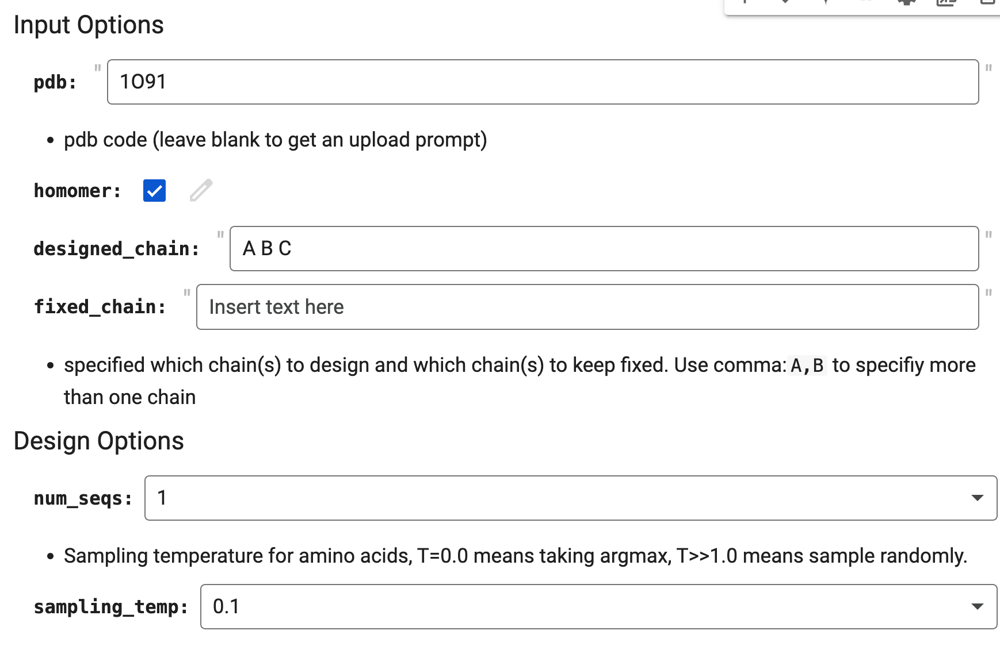 Input Options
pdb: " 1O91 "
• pdb code (leave blank to get an upload prompt)
homomer:
designed_chain: " A B C "
fixed_chain: " Insert text here "
• specified which chain(s) to design and which chain(s) to keep fixed. Use comma: A,B to specifiy more
than one chain
Design Options
num_seqs: 1
• Sampling temperature for amino acids, T=0.0 means taking argmax, T>>1.0 means sample randomly.
sampling_temp: 0.1